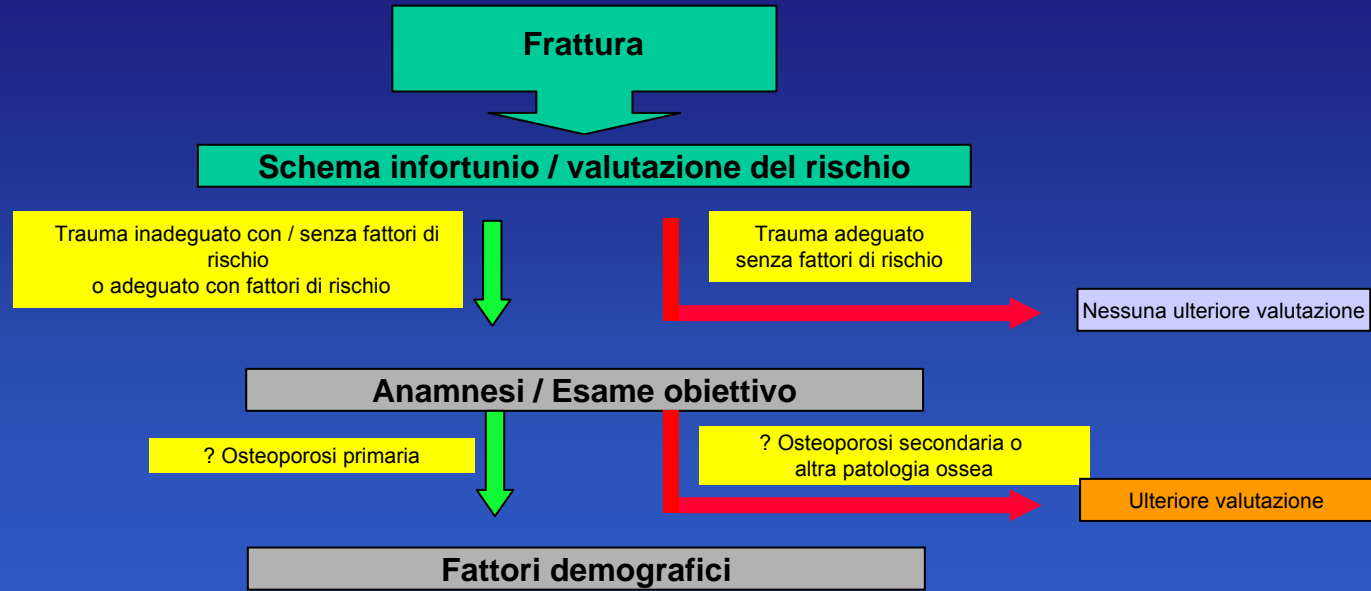 Frattura
Schema infortunio / valutazione del rischio
Trauma inadeguato con / senza fattori di
rischio
o adeguato con fattori di rischio
Trauma adeguato
senza fattori di rischio
Nessuna ulteriore valutazione
Anamnesi / Esame obiettivo
? Osteoporosi primaria
? Osteoporosi secondaria o
altra patologia ossea
Ulteriore valutazione
Fattori demografici